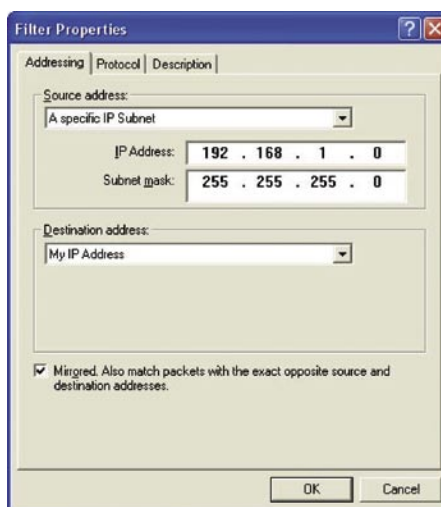 Filter Properties
Addressing Protocol Description
Source address:
A specific IP Subnet
IP Address: 192 . 168 . 1 . 0
Subnet mask: 255 . 255 . 255 . 0
Destination address:
My IP Address
Mirrored. Also match packets with the exact opposite source and
destination addresses.
OK Cancel